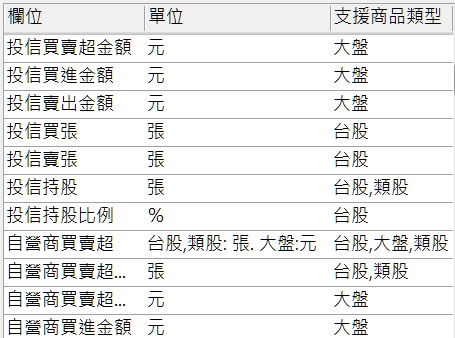 欄位 單位 支援商品類型
投信買賣超金額 元 大盤
投信買進金額 元 大盤
投信賣出金額 元 大盤
投信買張 張 台股
投信賣張 張 台股
投信持股 張 台股,類股
投信持股比例 % 台股
自營商買賣超 台股,類股: 張. 大盤:元 台股,大盤,類股
自營商買賣超... 張 台股,類股
自營商買賣超... 元 大盤
自營商買進金額 元 大盤